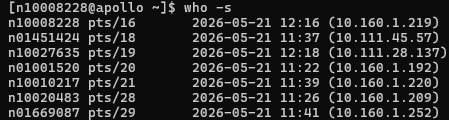 [n10008228@apollo ~]$ who -s
n10008228 pts/16 2026-05-21 12:16 (10.160.1.219)
n01451424 pts/18 2026-05-21 11:37 (10.111.45.57)
n10027635 pts/19 2026-05-21 12:18 (10.111.28.137)
n01001520 pts/20 2026-05-21 11:22 (10.160.1.192)
n10010217 pts/21 2026-05-21 11:39 (10.160.1.220)
n10020483 pts/28 2026-05-21 11:26 (10.160.1.209)
n01669087 pts/29 2026-05-21 11:41 (10.160.1.252)